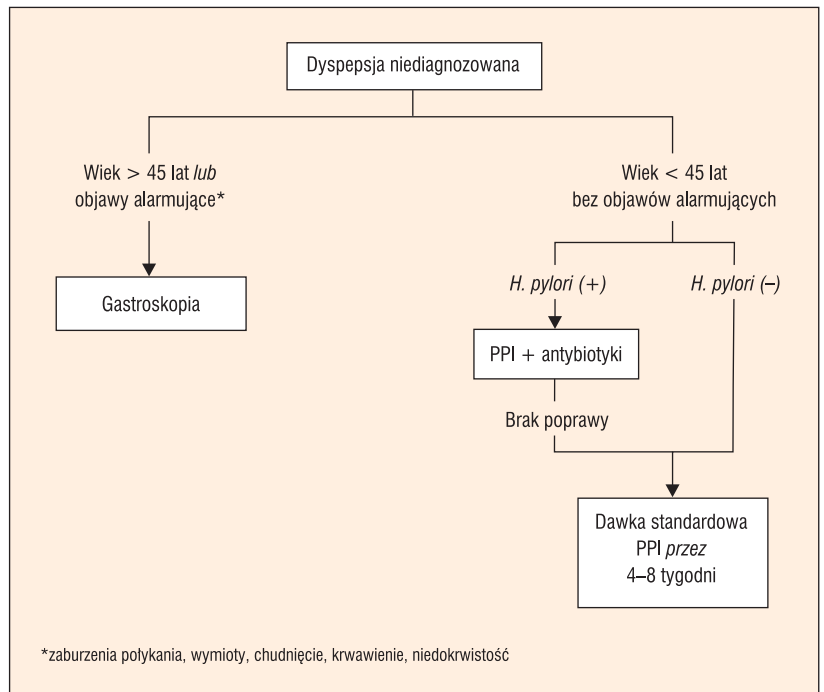 Dyspepsja niediagnozowana
Wiek > 45 lat lub
objawy alarmujące*
Gastroskopia
Wiek < 45 lat
bez objawów alarmujących
H. pylori (+)
H. pylori (–)
PPI + antybiotyki
Brak poprawy
Dawka standardowa
PPI przez
4–8 tygodni
*zaburzenia połykania, wymioty, chudnięcie, krwawienie, niedokrwistość